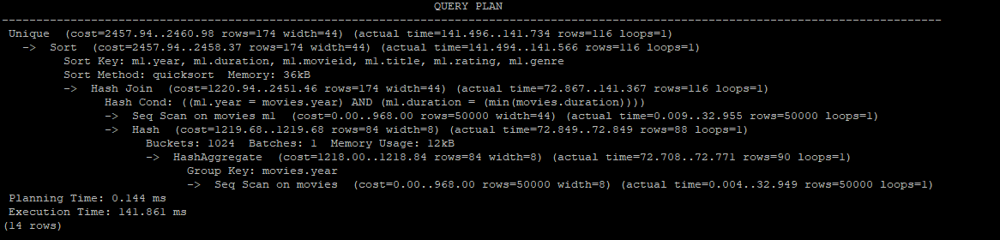 QUERY PLAN
--------------------------------------------------------------------------------------------------------------------------------------------
Unique  (cost=2457.94..2460.98 rows=174 width=44) (actual time=141.496..141.734 rows=116 loops=1)
  ->  Sort  (cost=2457.94..2458.37 rows=174 width=44) (actual time=141.494..141.566 rows=116 loops=1)
        Sort Key: m1.year, m1.duration, m1.movieid, m1.title, m1.rating, m1.genre
        Sort Method: quicksort  Memory: 36kB
        ->  Hash Join  (cost=1220.94..2451.46 rows=174 width=44) (actual time=72.867..141.367 rows=116 loops=1)
              Hash Cond: ((m1.year = movies.year) AND (m1.duration = (min(movies.duration))))
              ->  Seq Scan on movies m1  (cost=0.00..968.00 rows=50000 width=44) (actual time=0.009..32.955 rows=50000 loops=1)
              ->  Hash  (cost=1219.68..1219.68 rows=84 width=8) (actual time=72.849..72.849 rows=88 loops=1)
                    Buckets: 1024  Batches: 1  Memory Usage: 12kB
                    ->  HashAggregate  (cost=1218.00..1218.84 rows=84 width=8) (actual time=72.708..72.771 rows=90 loops=1)
                          Group Key: movies.year
                          ->  Seq Scan on movies  (cost=0.00..968.00 rows=50000 width=8) (actual time=0.004..32.949 rows=50000 loops=1)
Planning Time: 0.144 ms
Execution Time: 141.861 ms
(14 rows)